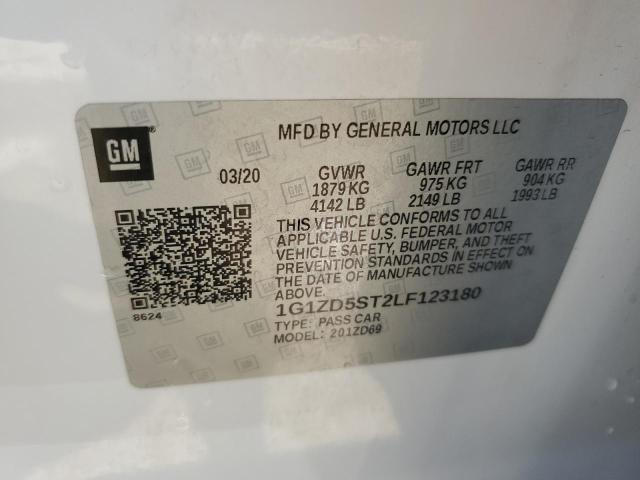 GM
MFD BY GENERAL MOTORS LLC
03/20 GVWR GAWR FRT GAWR RR
1879 KG 975 KG 904 KG
4142 LB 2149 LB 1993 LB
THIS VEHICLE CONFORMS TO ALL
APPLICABLE U.S. FEDERAL MOTOR
VEHICLE SAFETY, BUMPER, AND THEFT
PREVENTION STANDARDS IN EFFECT ON
THE DATE OF MANUFACTURE SHOWN
ABOVE.
1G1ZD5ST2LF123180
8624
TYPE: PASS CAR
MODEL: 201ZD69